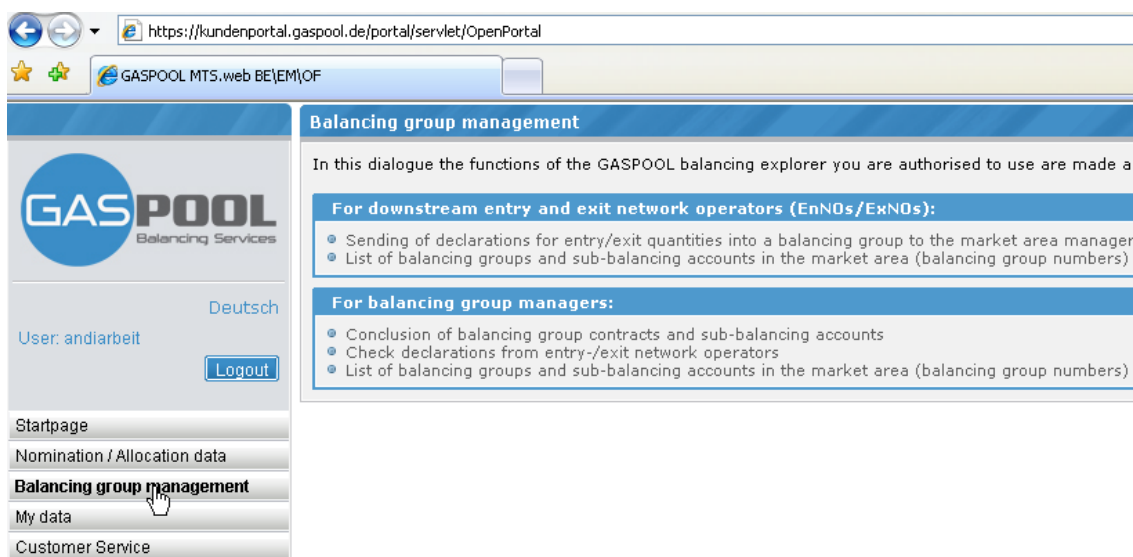 https://kundenportal.gaspool.de/portal/servlet/OpenPortal
GASPOOL MTS.web BE\EM\OF
Balancing group management
In this dialogue the functions of the GASPOOL balancing explorer you are authorised to use are made a
GASPOOL
Balancing Services
For downstream entry and exit network operators (EnNOs/ExNOs):
Sending of declarations for entry/exit quantities into a balancing group to the market area manager
List of balancing groups and sub-balancing accounts in the market area (balancing group numbers)
For balancing group managers:
Conclusion of balancing group contracts and sub-balancing accounts
Check declarations from entry-/exit network operators
List of balancing groups and sub-balancing accounts in the market area (balancing group numbers)
Deutsch
User: andiarbeit
Logout
Startpage
Nomination / Allocation data
Balancing group management
My data
Customer Service